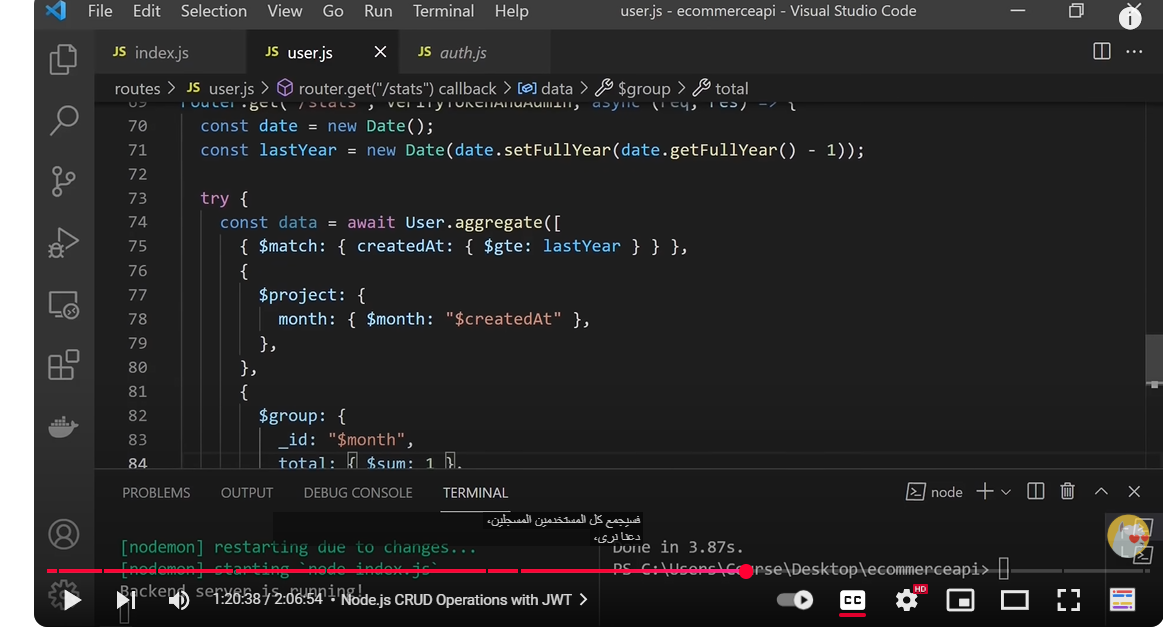 File Edit Selection View Go Run Terminal Help user.js - ecommerceapi - Visual Studio Code
JS index.js JS user.js JS auth.js
routes > JS user.js > router.get("/stats") callback > data > $group > total
69 router.get("/stats", verifyTokenAndAdmin, async (req, res) => {
70 const date = new Date();
71 const lastYear = new Date(date.setFullYear(date.getFullYear() - 1));
72
73 try {
74 const data = await User.aggregate([
75 { $match: { createdAt: { $gte: lastYear } } },
76 {
77 $project: {
78 month: { $month: "$createdAt" },
79 },
80 },
81 {
82 $group: {
83 _id: "$month",
84 total: { $sum: 1 },
PROBLEMS OUTPUT DEBUG CONSOLE TERMINAL node
فسيجمع كل المستخدمين المسجلين،
دعنا نرى،
[nodemon] restarting due to changes... Done in 3.87s.
[nodemon] starting `node index.js` PS C:\Users\Course\Desktop\ecommerceapi>
Backend server is running!
1:20:38 / 2:06:54 • Node.js CRUD Operations with JWT > CC HD